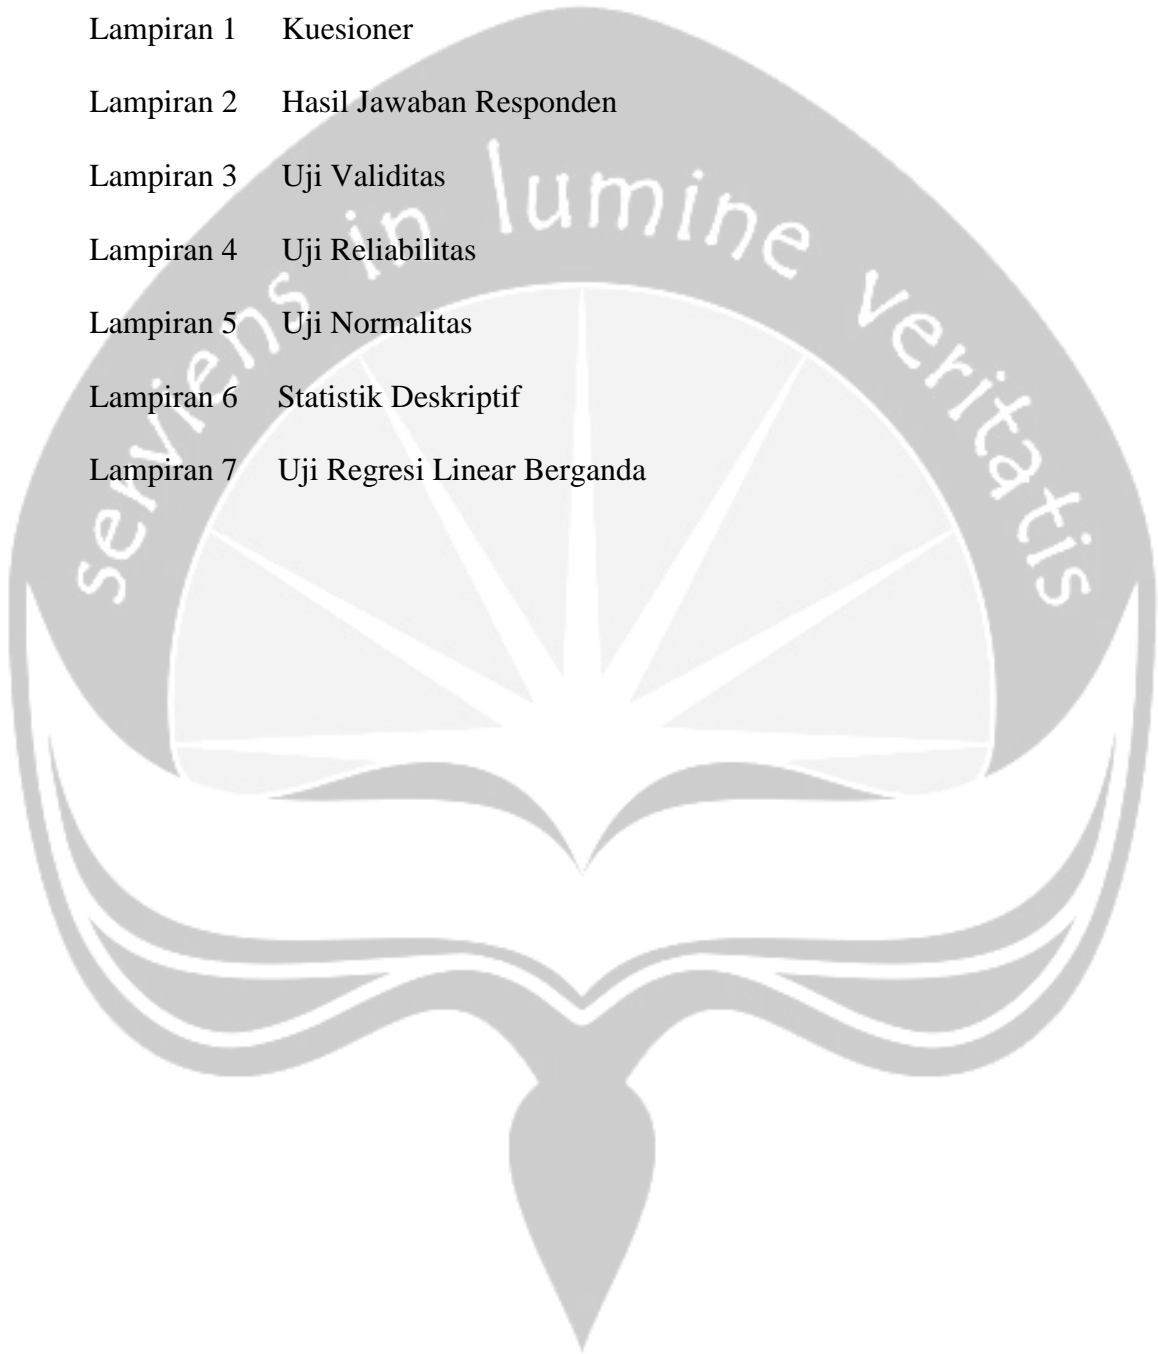 Lampiran 1 Kuesioner
Lampiran 2 Hasil Jawaban Responden
Lampiran 3 Uji Validitas
Lampiran 4 Uji Reliabilitas
Lampiran 5 Uji Normalitas
Lampiran 6 Statistik Deskriptif
Lampiran 7 Uji Regresi Linear Berganda
serviens in lumine veritatis